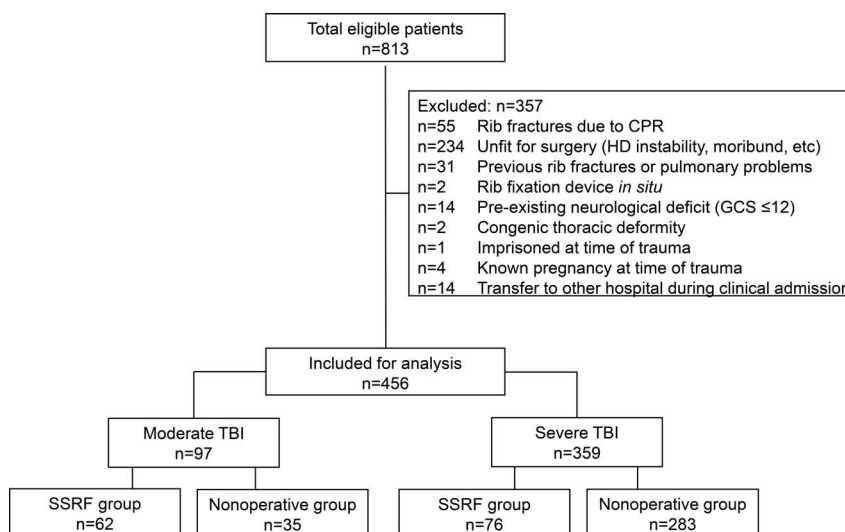 Total eligible patients
n=813
Excluded: n=357
n=55 Rib fractures due to CPR
n=234 Unfit for surgery (HD instability, moribund, etc)
n=31 Previous rib fractures or pulmonary problems
n=2 Rib fixation device in situ
n=14 Pre-existing neurological deficit (GCS ≤12)
n=2 Congenic thoracic deformity
n=1 Imprisoned at time of trauma
n=4 Known pregnancy at time of trauma
n=14 Transfer to other hospital during clinical admission
Included for analysis
n=456
Moderate TBI
n=97
Severe TBI
n=359
SSRF group
n=62
Nonoperative group
n=35
SSRF group
n=76
Nonoperative group
n=283